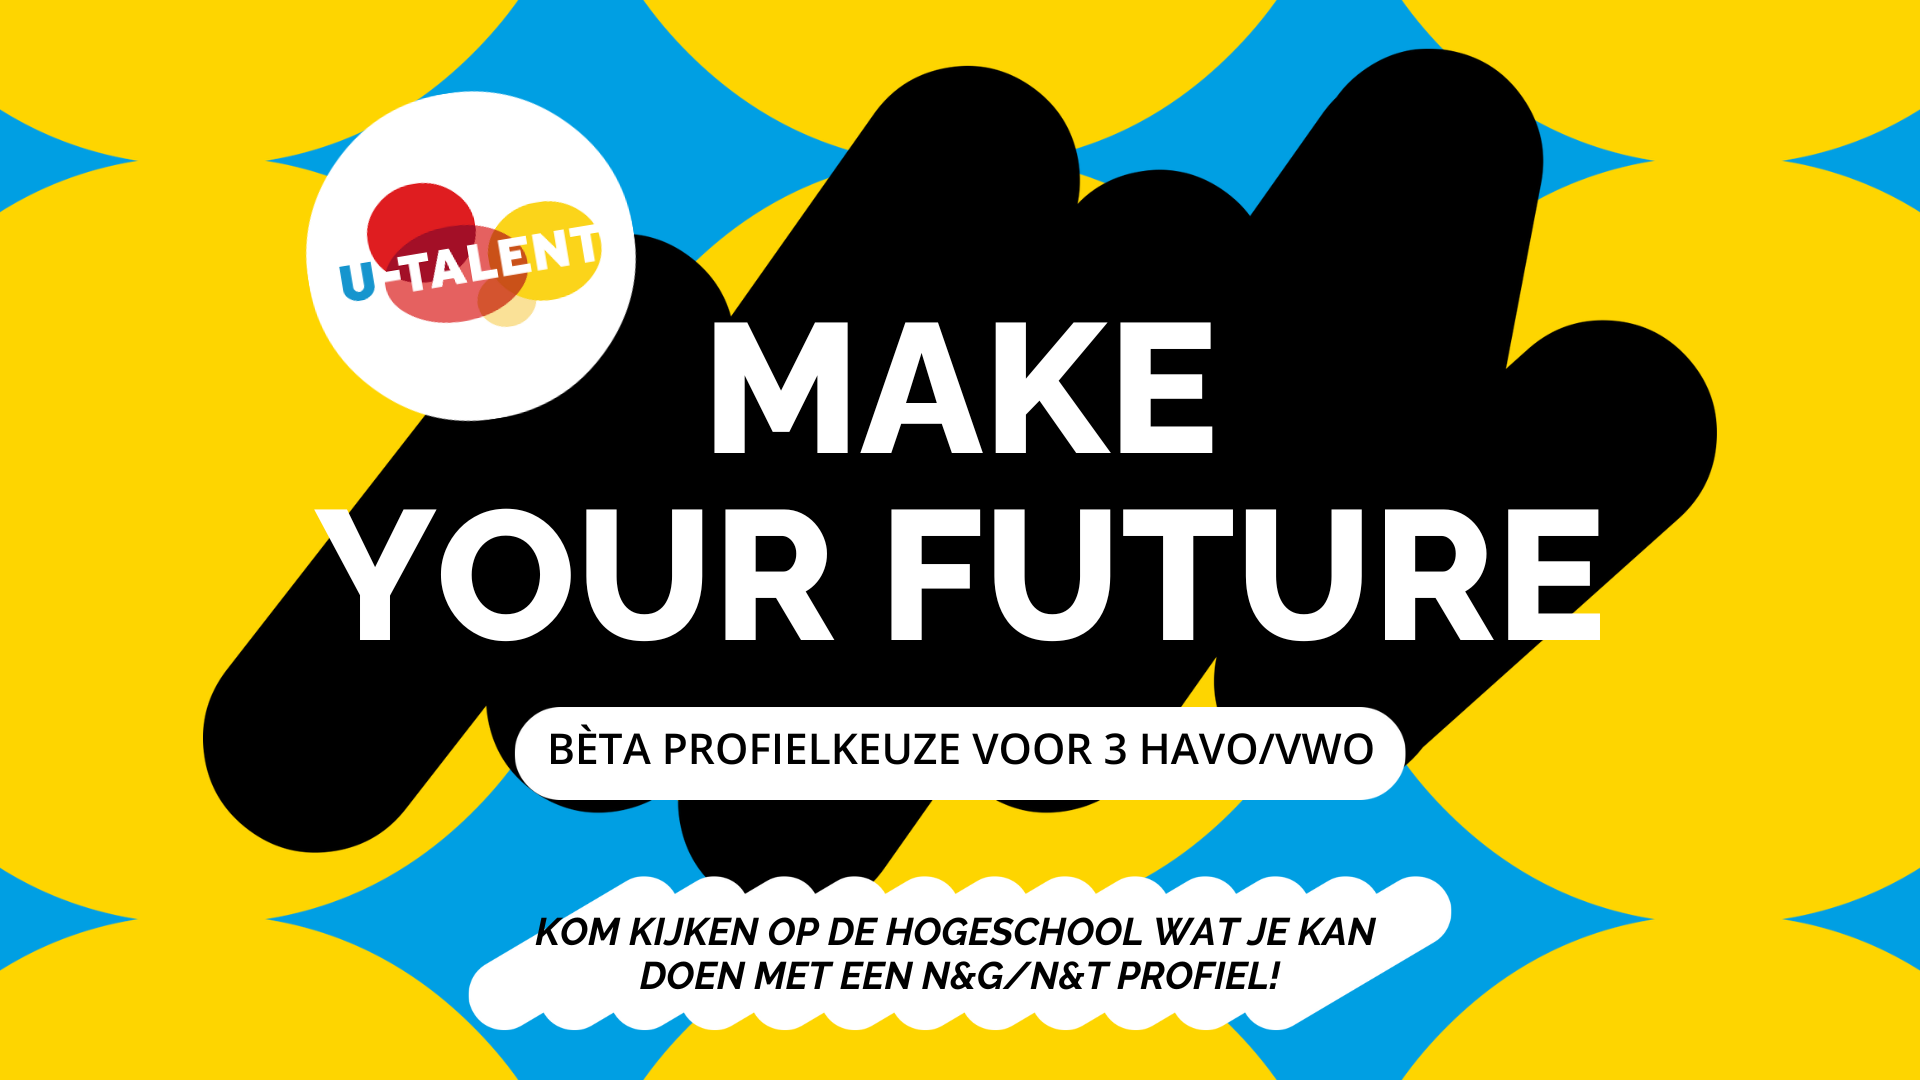 U-TALENT
MAKE
YOUR FUTURE
BÈTA PROFIELKEUZE VOOR 3 HAVO/VWO
KOM KIJKEN OP DE HOGESCHOOL WAT JE KAN
DOEN MET EEN N&G/N&T PROFIEL!